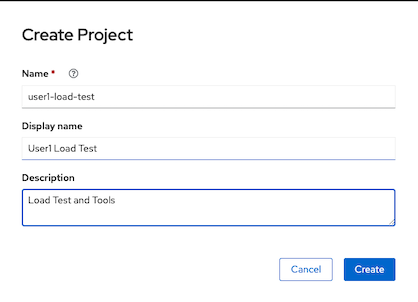 Create Project
Name *
user1-load-test
Display name
User1 Load Test
Description
Load Test and Tools
Cancel Create